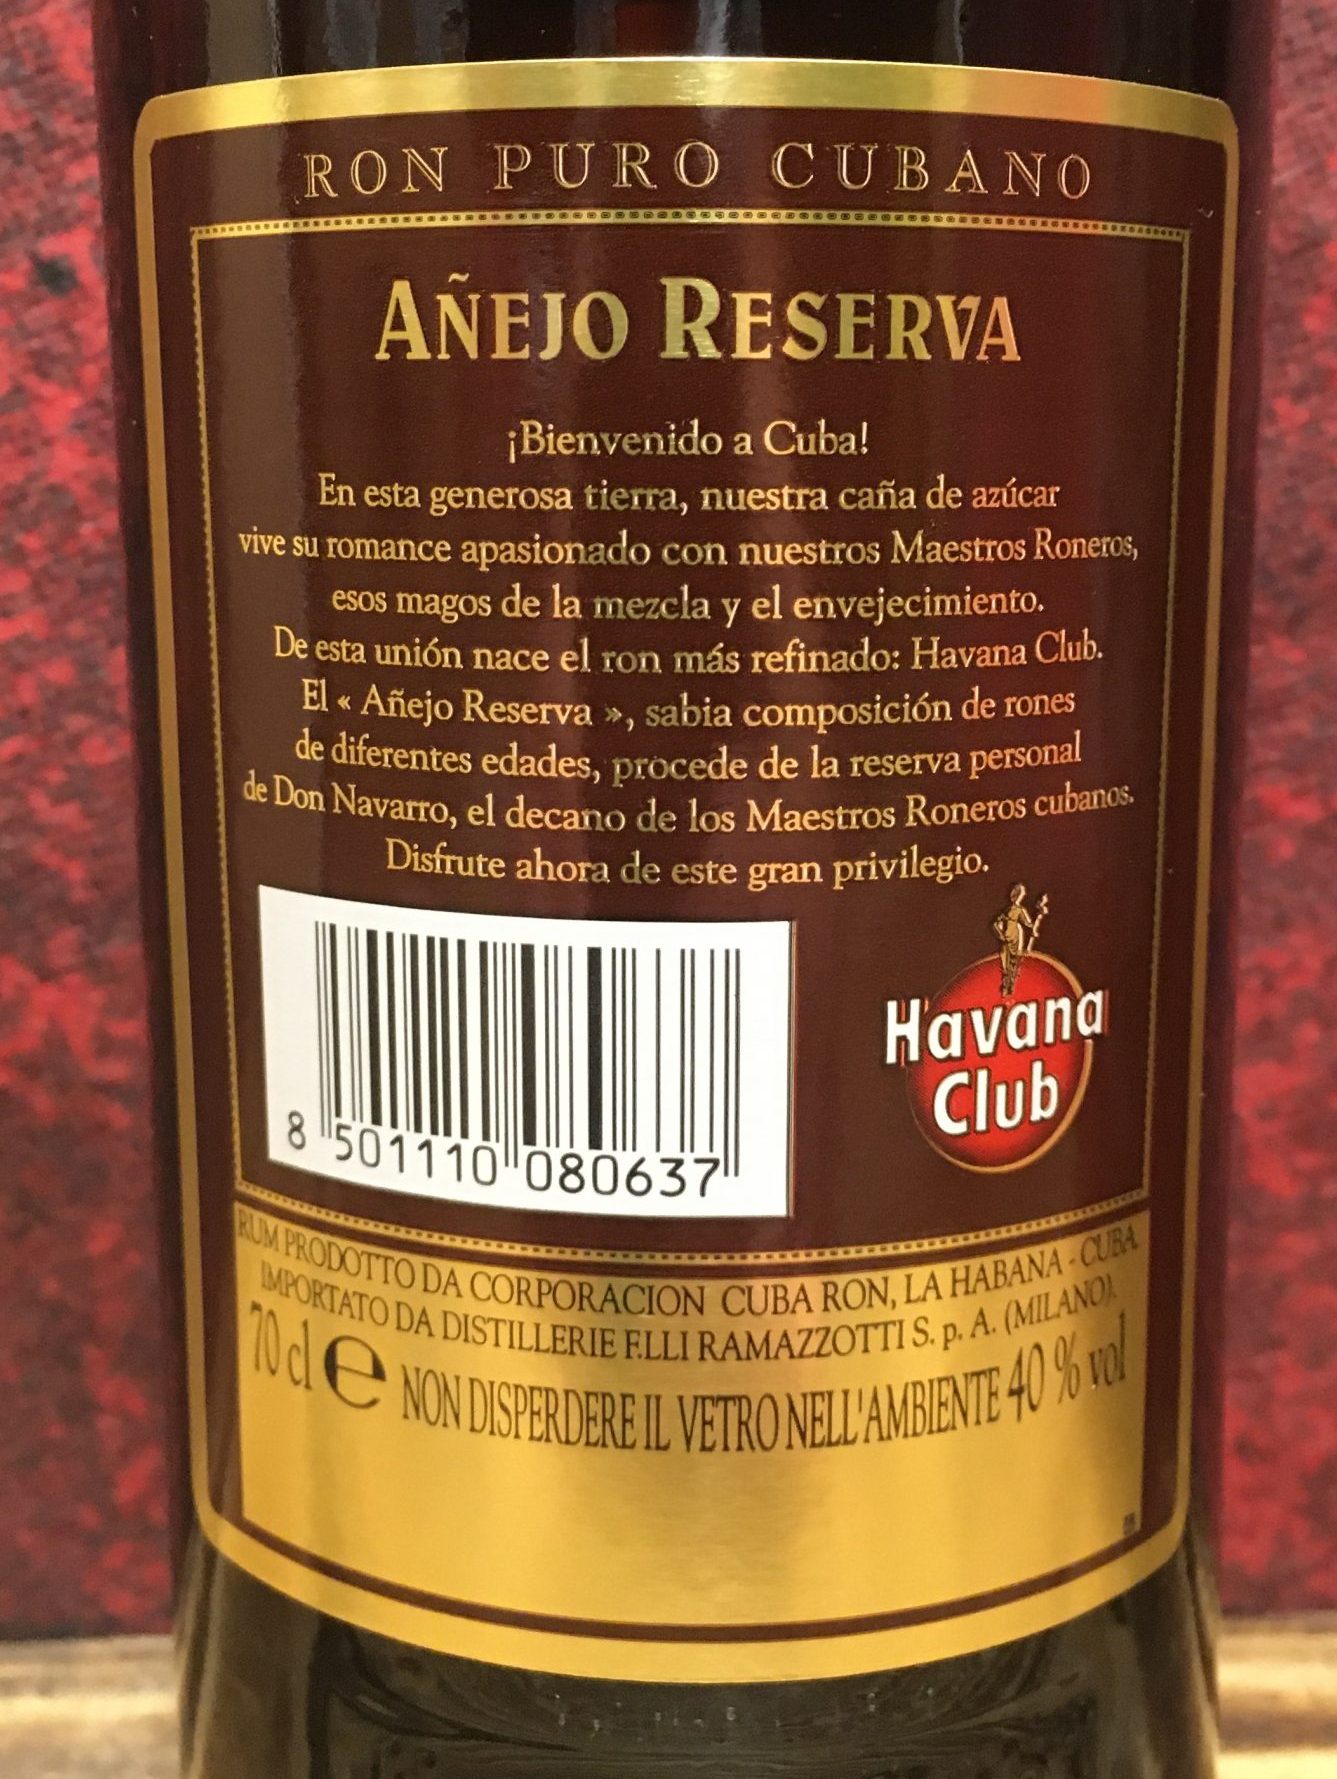 RON PURO CUBANO
AÑEJO RESERVA
¡Bienvenido a Cuba!
En esta generosa tierra, nuestra caña de azúcar
vive su romance apasionado con nuestros Maestros Roneros,
esos magos de la mezcla y el envejecimiento.
De esta unión nace el ron más refinado: Havana Club.
El « Añejo Reserva », sabia composición de rones
de diferentes edades, procede de la reserva personal
de Don Navarro, el decano de los Maestros Roneros cubanos.
Disfrute ahora de este gran privilegio.
8 501110 080637
Havana
Club
RUM PRODOTTO DA CORPORACION CUBA RON, LA HABANA - CUBA
IMPORTATO DA DISTILLERIE F.LLI RAMAZZOTTI S. p. A. (MILANO).
70 cl e NON DISPERDERE IL VETRO NELL'AMBIENTE 40 % vol